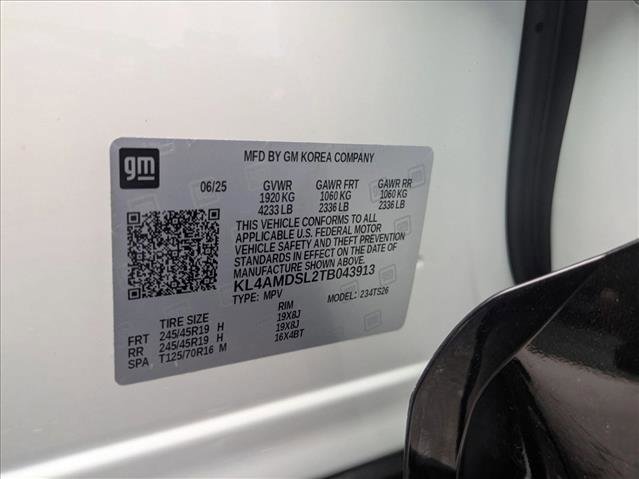 gm
MFD BY GM KOREA COMPANY
06/25 GVWR GAWR FRT GAWR RR
1920 KG 1060 KG 1060 KG
4233 LB 2336 LB 2336 LB
THIS VEHICLE CONFORMS TO ALL
APPLICABLE U.S. FEDERAL MOTOR
VEHICLE SAFETY AND THEFT PREVENTION
STANDARDS IN EFFECT ON THE DATE OF
MANUFACTURE SHOWN ABOVE.
KL4AMDSL2TB043913
TYPE: MPV MODEL: 234TS26
TIRE SIZE RIM
FRT 245/45R19 H 19X8J
RR 245/45R19 H 19X8J
SPA T125/70R16 M 16X4BT